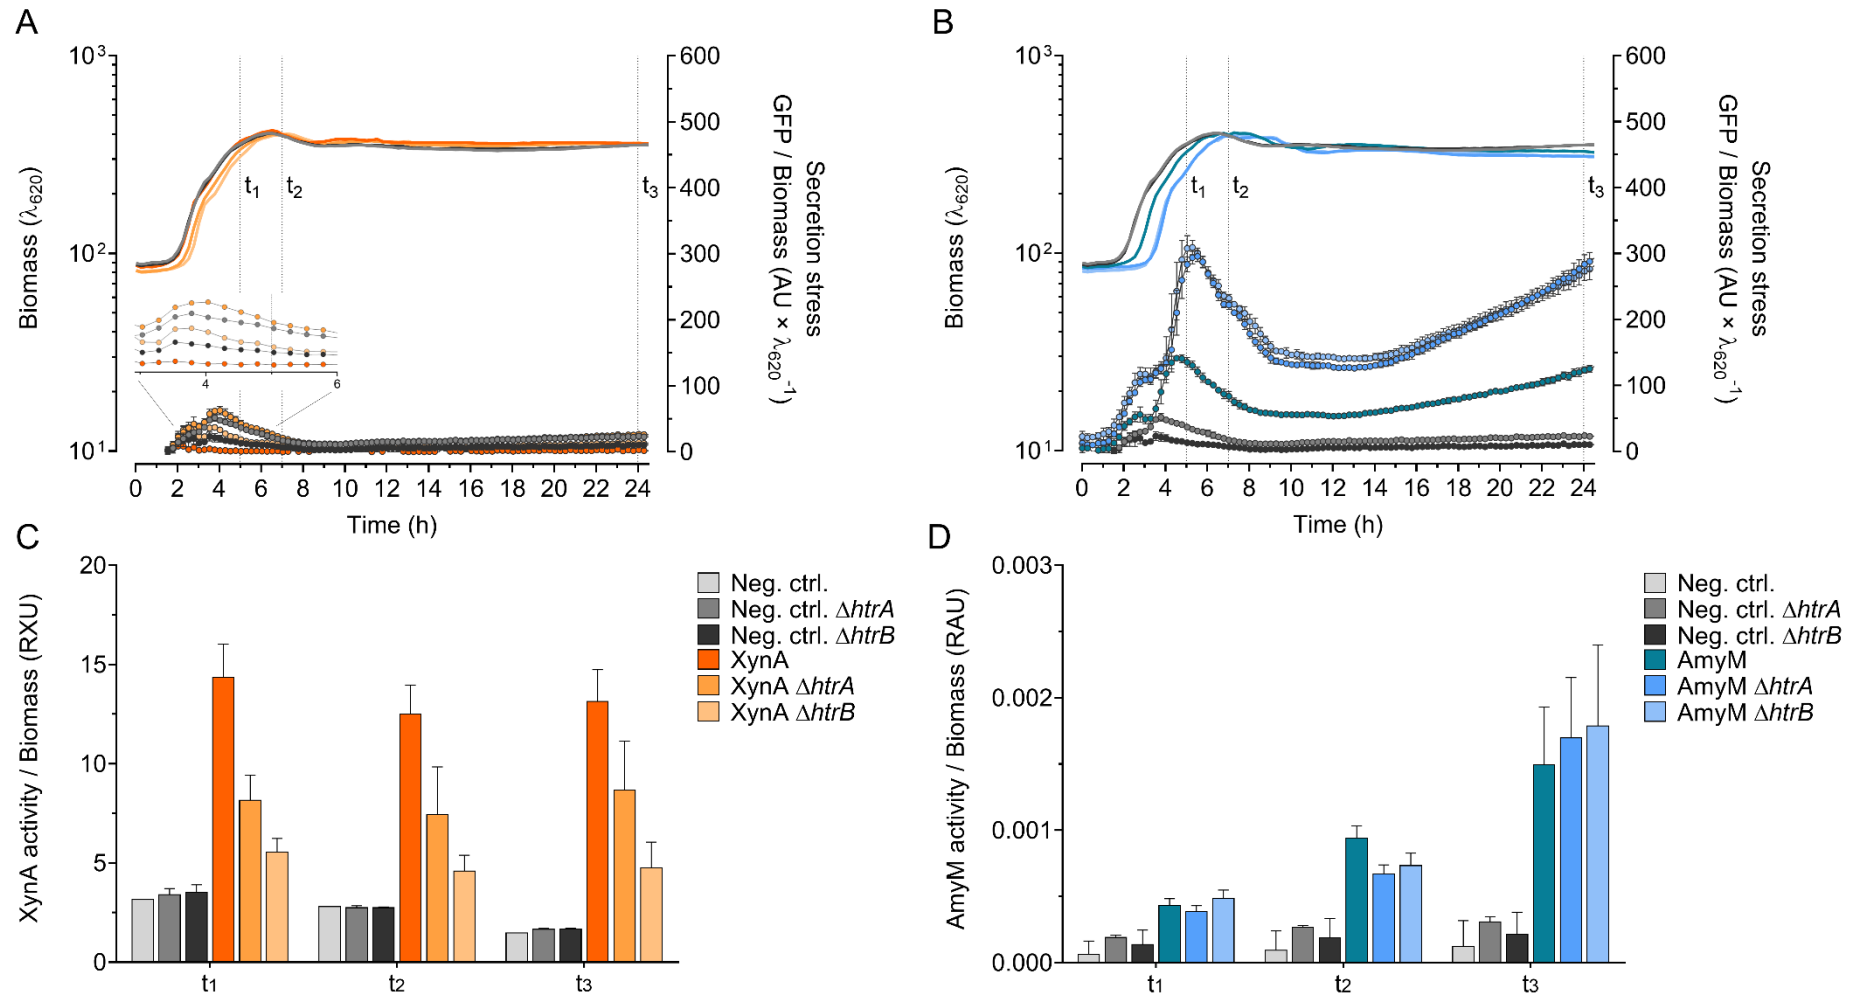 A
10³
10²
10¹
Biomass (λ₆₂₀)
600
500
400
300
200
100
0
Secretion stress
GFP / Biomass (AU × λ₆₂₀⁻¹)
t₁
t₂
t₃
4
6
0 2 4 6 8 10 12 14 16 18 20 22 24
Time (h)
B
10³
10²
10¹
Biomass (λ₆₂₀)
600
500
400
300
200
100
0
Secretion stress
GFP / Biomass (AU × λ₆₂₀⁻¹)
t₁
t₂
t₃
0 2 4 6 8 10 12 14 16 18 20 22 24
Time (h)
C
20
15
10
5
0
XynA activity / Biomass (RXU)
t₁ t₂ t₃
Neg. ctrl.
Neg. ctrl. ΔhtrA
Neg. ctrl. ΔhtrB
XynA
XynA ΔhtrA
XynA ΔhtrB
D
0.003
0.002
0.001
0.000
AmyM activity / Biomass (RAU)
t₁ t₂ t₃
Neg. ctrl.
Neg. ctrl. ΔhtrA
Neg. ctrl. ΔhtrB
AmyM
AmyM ΔhtrA
AmyM ΔhtrB